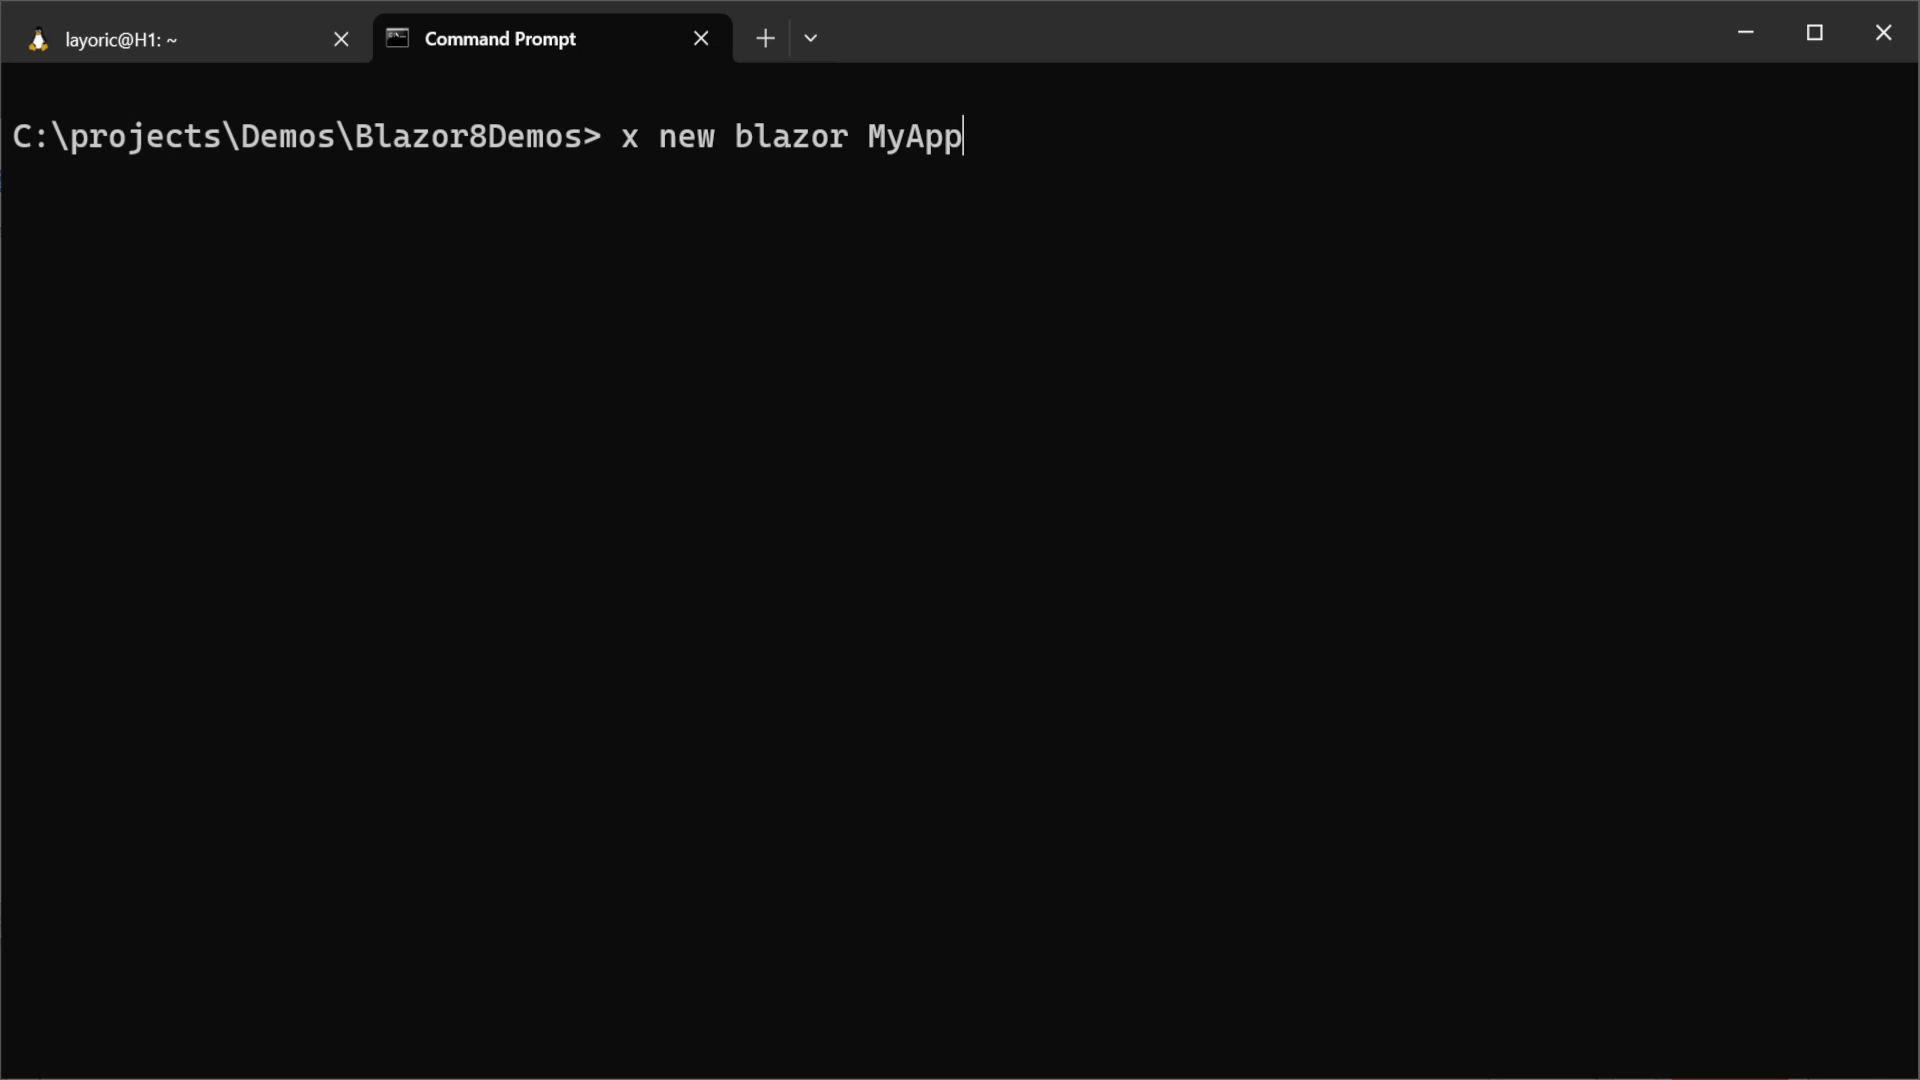 layoric@H1: ~
Command Prompt
C:\projects\Demos\Blazor8Demos> x new blazor MyApp